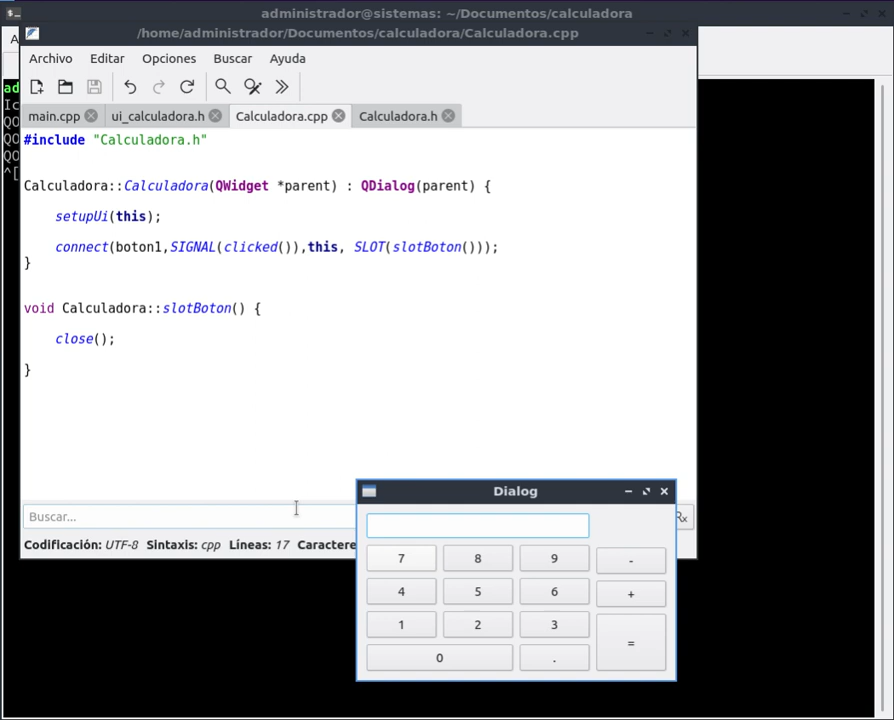 administrador@sistemas: ~/Documentos/calculadora
/home/administrador/Documentos/calculadora/Calculadora.cpp
Archivo Editar Opciones Buscar Ayuda
main.cpp ui_calculadora.h Calculadora.cpp Calculadora.h
#include "Calculadora.h"
Calculadora::Calculadora(QWidget *parent) : QDialog(parent) {
setupUi(this);
connect(boton1,SIGNAL(clicked()),this, SLOT(slotBoton()));
}
void Calculadora::slotBoton() {
close();
}
Buscar...
Codificación: UTF-8 Sintaxis: cpp Líneas: 17 Caractere
Dialog
7 8 9 -
4 5 6 +
1 2 3 =
0 .